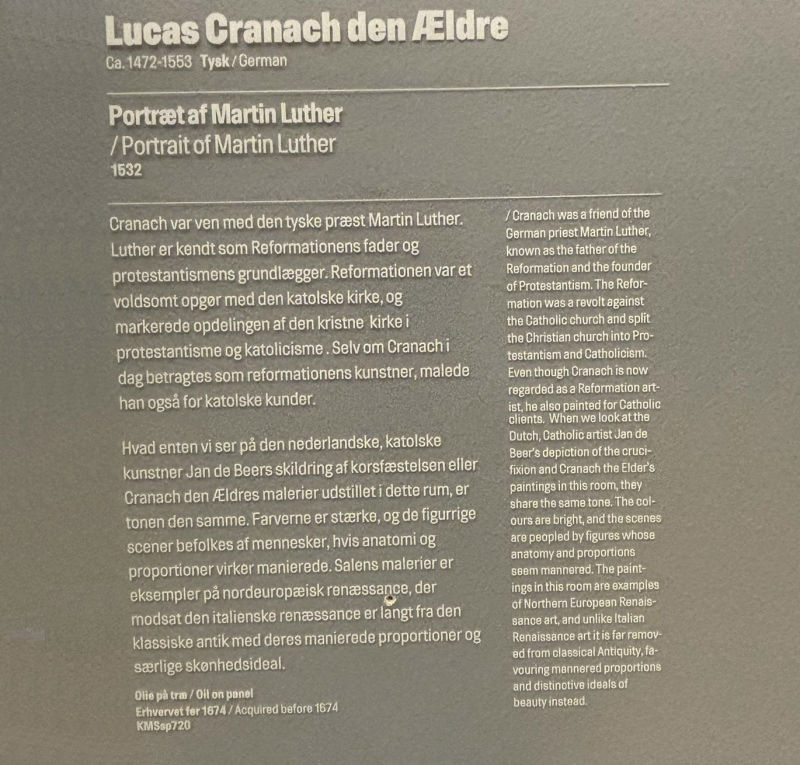 Lucas Cranach den Ældre
Ca. 1472-1553 Tysk / German
Portræt af Martin Luther
/ Portrait of Martin Luther
1532
Cranach var ven med den tyske præst Martin Luther.
Luther er kendt som Reformationens fader og
protestantismens grundlægger. Reformationen var et
voldsomt opgør med den katolske kirke, og
markerede opdelingen af den kristne kirke i
protestantisme og katolicisme . Selv om Cranach i
dag betragtes som reformationens kunstner, malede
han også for katolske kunder.
Hvad enten vi ser på den nederlandske, katolske
kunstner Jan de Beers skildring af korsfæstelsen eller
Cranach den Ældres malerier udstillet i dette rum, er
tonen den samme. Farverne er stærke, og de figurrige
scener befolkes af mennesker, hvis anatomi og
proportioner virker manierede. Salens malerier er
eksempler på nordeuropæisk renæssance, der
modsat den italienske renæssance er langt fra den
klassiske antik med deres manierede proportioner og
særlige skønhedsideal.
/ Cranach was a friend of the
German priest Martin Luther,
known as the father of the
Reformation and the founder
of Protestantism. The Refor-
mation was a revolt against
the Catholic church and split
the Christian church into Pro-
testantism and Catholicism.
Even though Cranach is now
regarded as a Reformation art-
ist, he also painted for Catholic
clients. When we look at the
Dutch, Catholic artist Jan de
Beer's depiction of the cruci-
fixion and Cranach the Elder's
paintings in this room, they
share the same tone. The col-
ours are bright, and the scenes
are peopled by figures whose
anatomy and proportions
seem mannered. The paint-
ings in this room are examples
of Northern European Renais-
sance art, and unlike Italian
Renaissance art it is far remov-
ed from classical Antiquity, fa-
vouring mannered proportions
and distinctive ideals of
beauty instead.
Olie på træ / Oil on panel
Erhvervet før 1674 / Acquired before 1674
KMSsp720